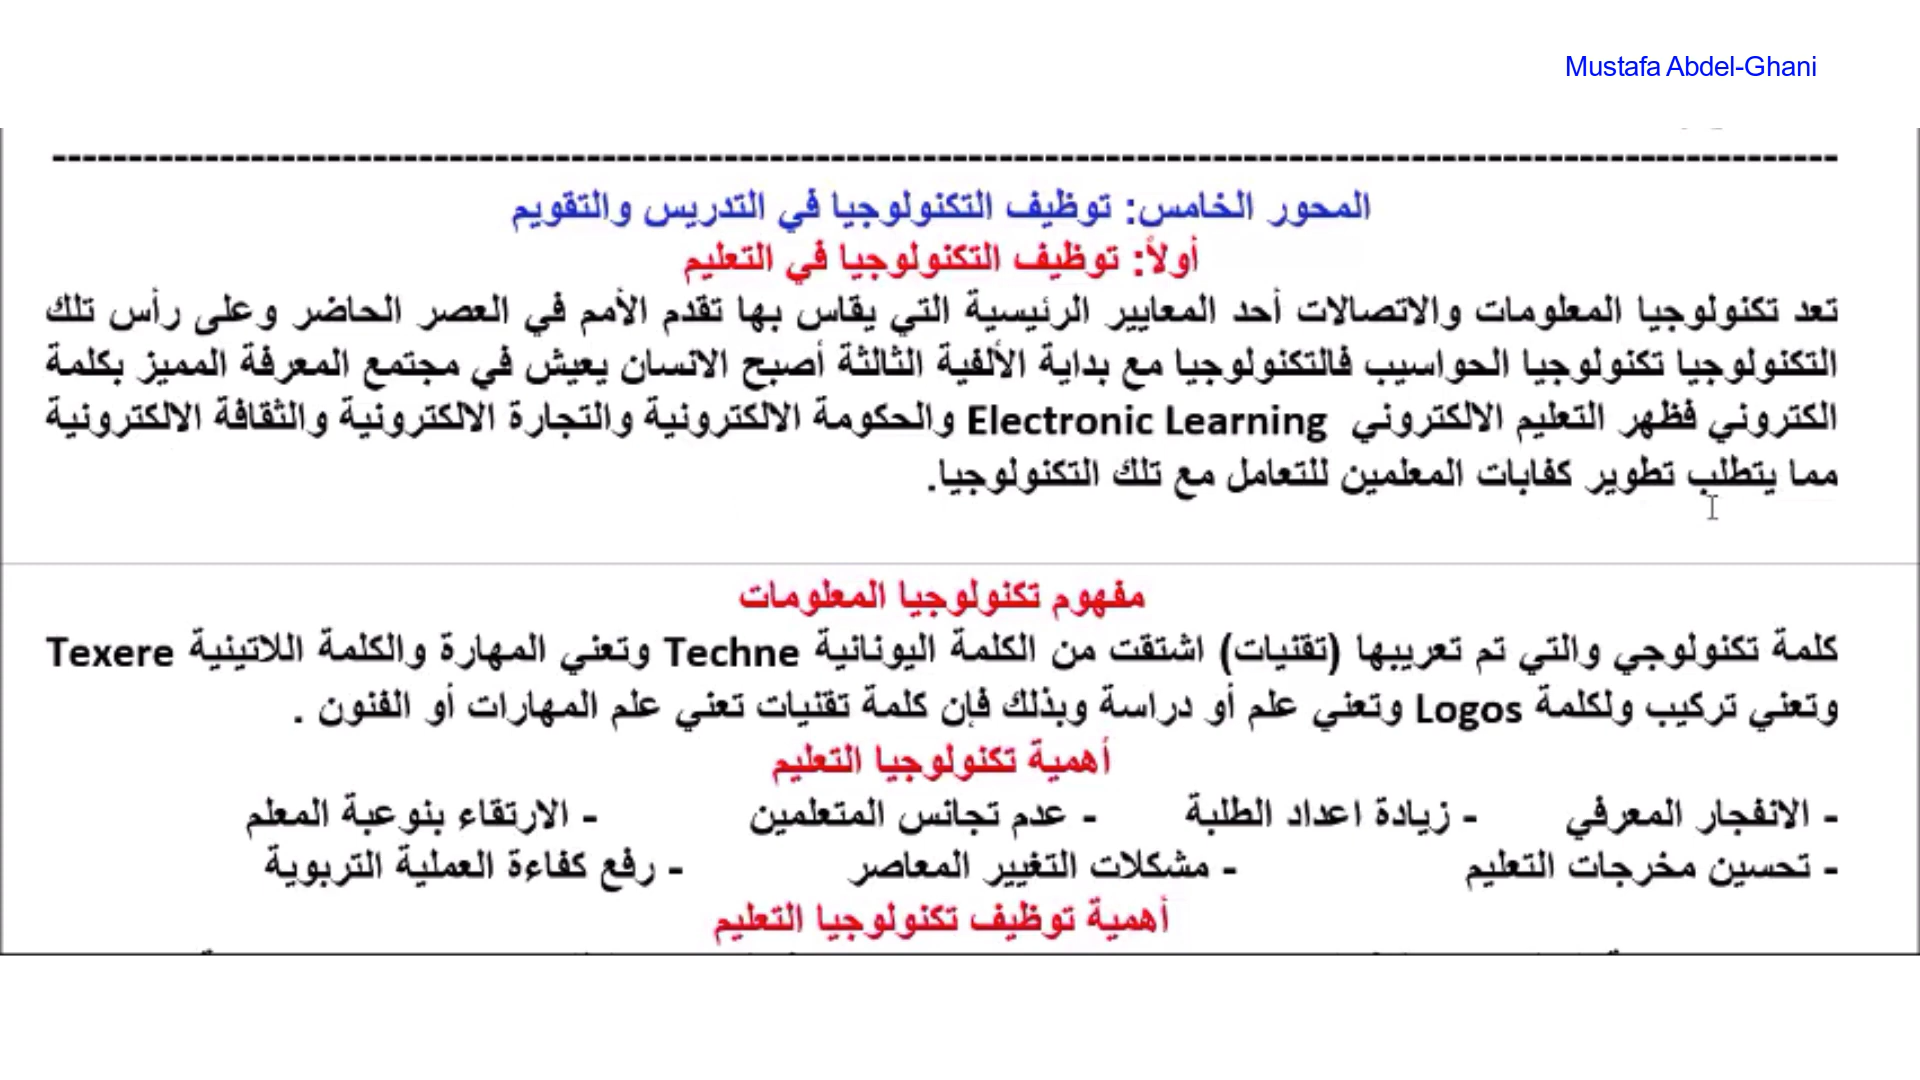 Mustafa Abdel-Ghani
المحور الخامس: توظيف التكنولوجيا في التدريس والتقويم
أولاً: توظيف التكنولوجيا في التعليم
تعد تكنولوجيا المعلومات والاتصالات أحد المعايير الرئيسية التي يقاس بها تقدم الأمم في العصر الحاضر وعلى رأس تلك
التكنولوجيا تكنولوجيا الحواسيب فالتكنولوجيا مع بداية الألفية الثالثة أصبح الانسان يعيش في مجتمع المعرفة المميز بكلمة
الكتروني فظهر التعليم الالكتروني Electronic Learning والحكومة الالكترونية والتجارة الالكترونية والثقافة الالكترونية
مما يتطلب تطوير كفايات المعلمين للتعامل مع تلك التكنولوجيا.
مفهوم تكنولوجيا المعلومات
كلمة تكنولوجي والتي تم تعريبها (تقنيات) اشتقت من الكلمة اليونانية Techne وتعني المهارة والكلمة اللاتينية Texere
وتعني تركيب ولكلمة Logos وتعني علم أو دراسة وبذلك فإن كلمة تقنيات تعني علم المهارات أو الفنون .
أهمية تكنولوجيا التعليم
- الانفجار المعرفي - زيادة اعداد الطلبة - عدم تجانس المتعلمين - الارتقاء بنوعية المعلم
- تحسين مخرجات التعليم - مشكلات التغيير المعاصر - رفع كفاءة العملية التربوية
أهمية توظيف تكنولوجيا التعليم